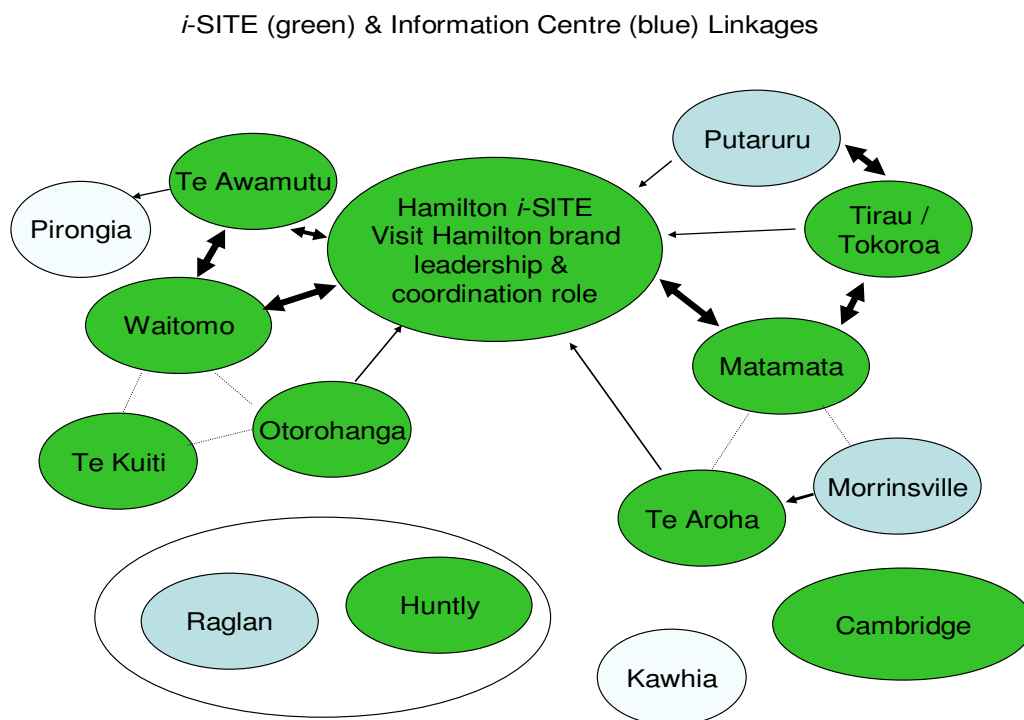 i-SITE (green) & Information Centre (blue) Linkages
Putaruru
Te Awamutu
Pirongia
Hamilton i-SITE
Visit Hamilton brand
leadership &
coordination role
Tirau /
Tokoroa
Waitomo
Matamata
Otorohanga
Te Kuiti
Morrinsville
Te Aroha
Raglan
Huntly
Cambridge
Kawhia